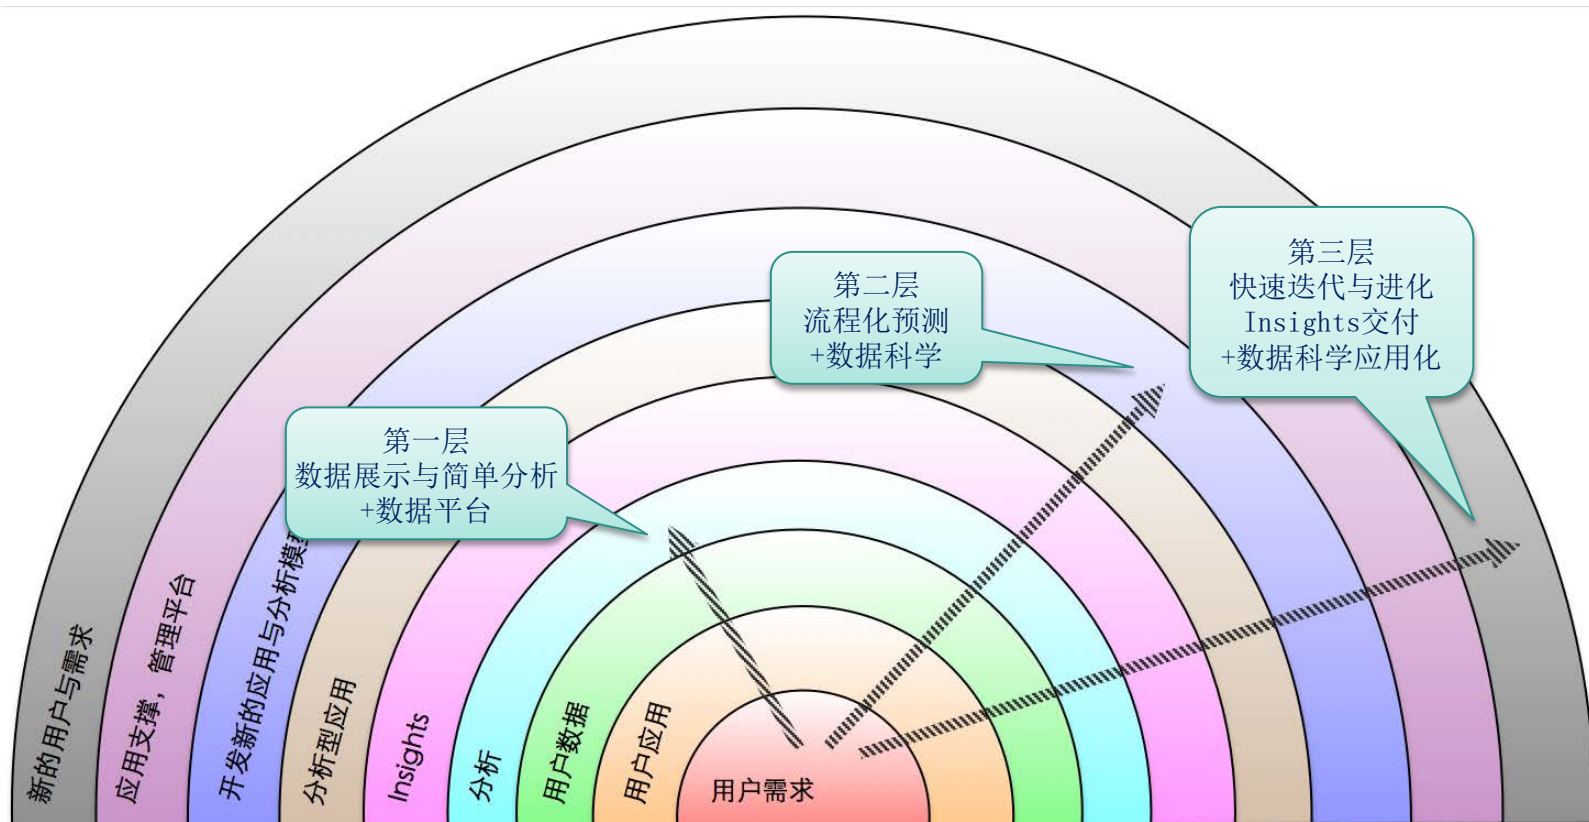 第三层
快速迭代与进化
Insights交付
+数据科学应用化
第二层
流程化预测
+数据科学
第一层
数据展示与简单分析
+数据平台
新的用户与需求
应用支撑，管理平台
开发新的应用与分析模
分析型应用
Insights
分析
用户数据
用户应用
用户需求